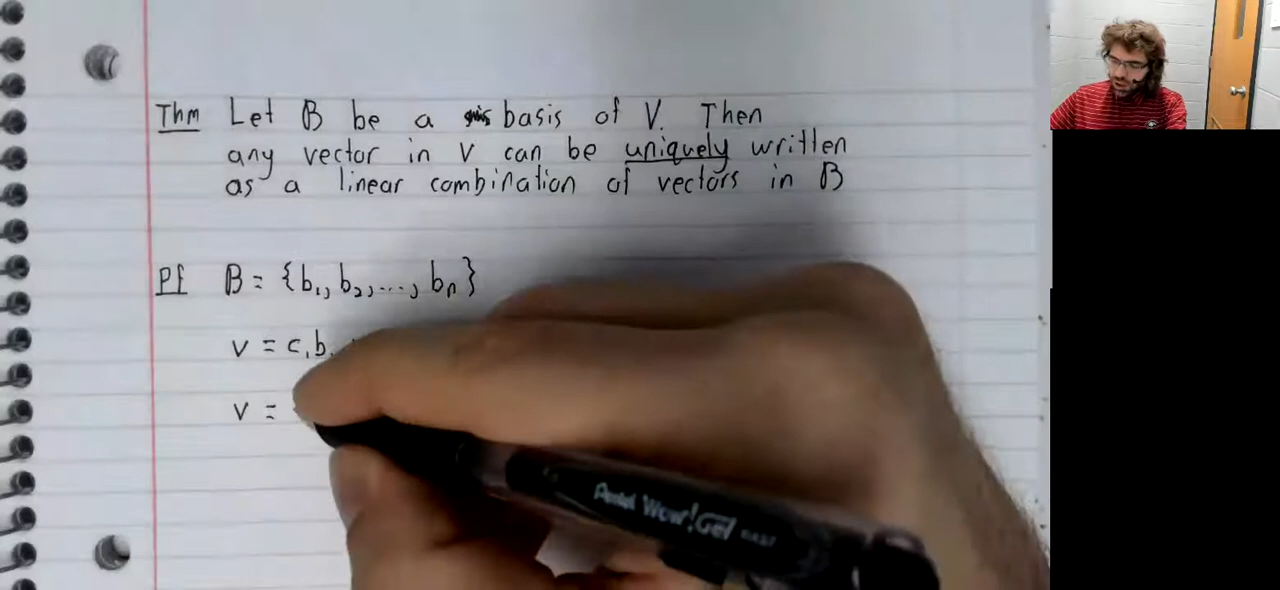 Thm Let B be a basis of V. Then
any vector in V can be uniquely written
as a linear combination of vectors in B
Pf B = {b₁, b₂, ..., bₙ}
v = c₁b
v =
Pentel Wow! Gel